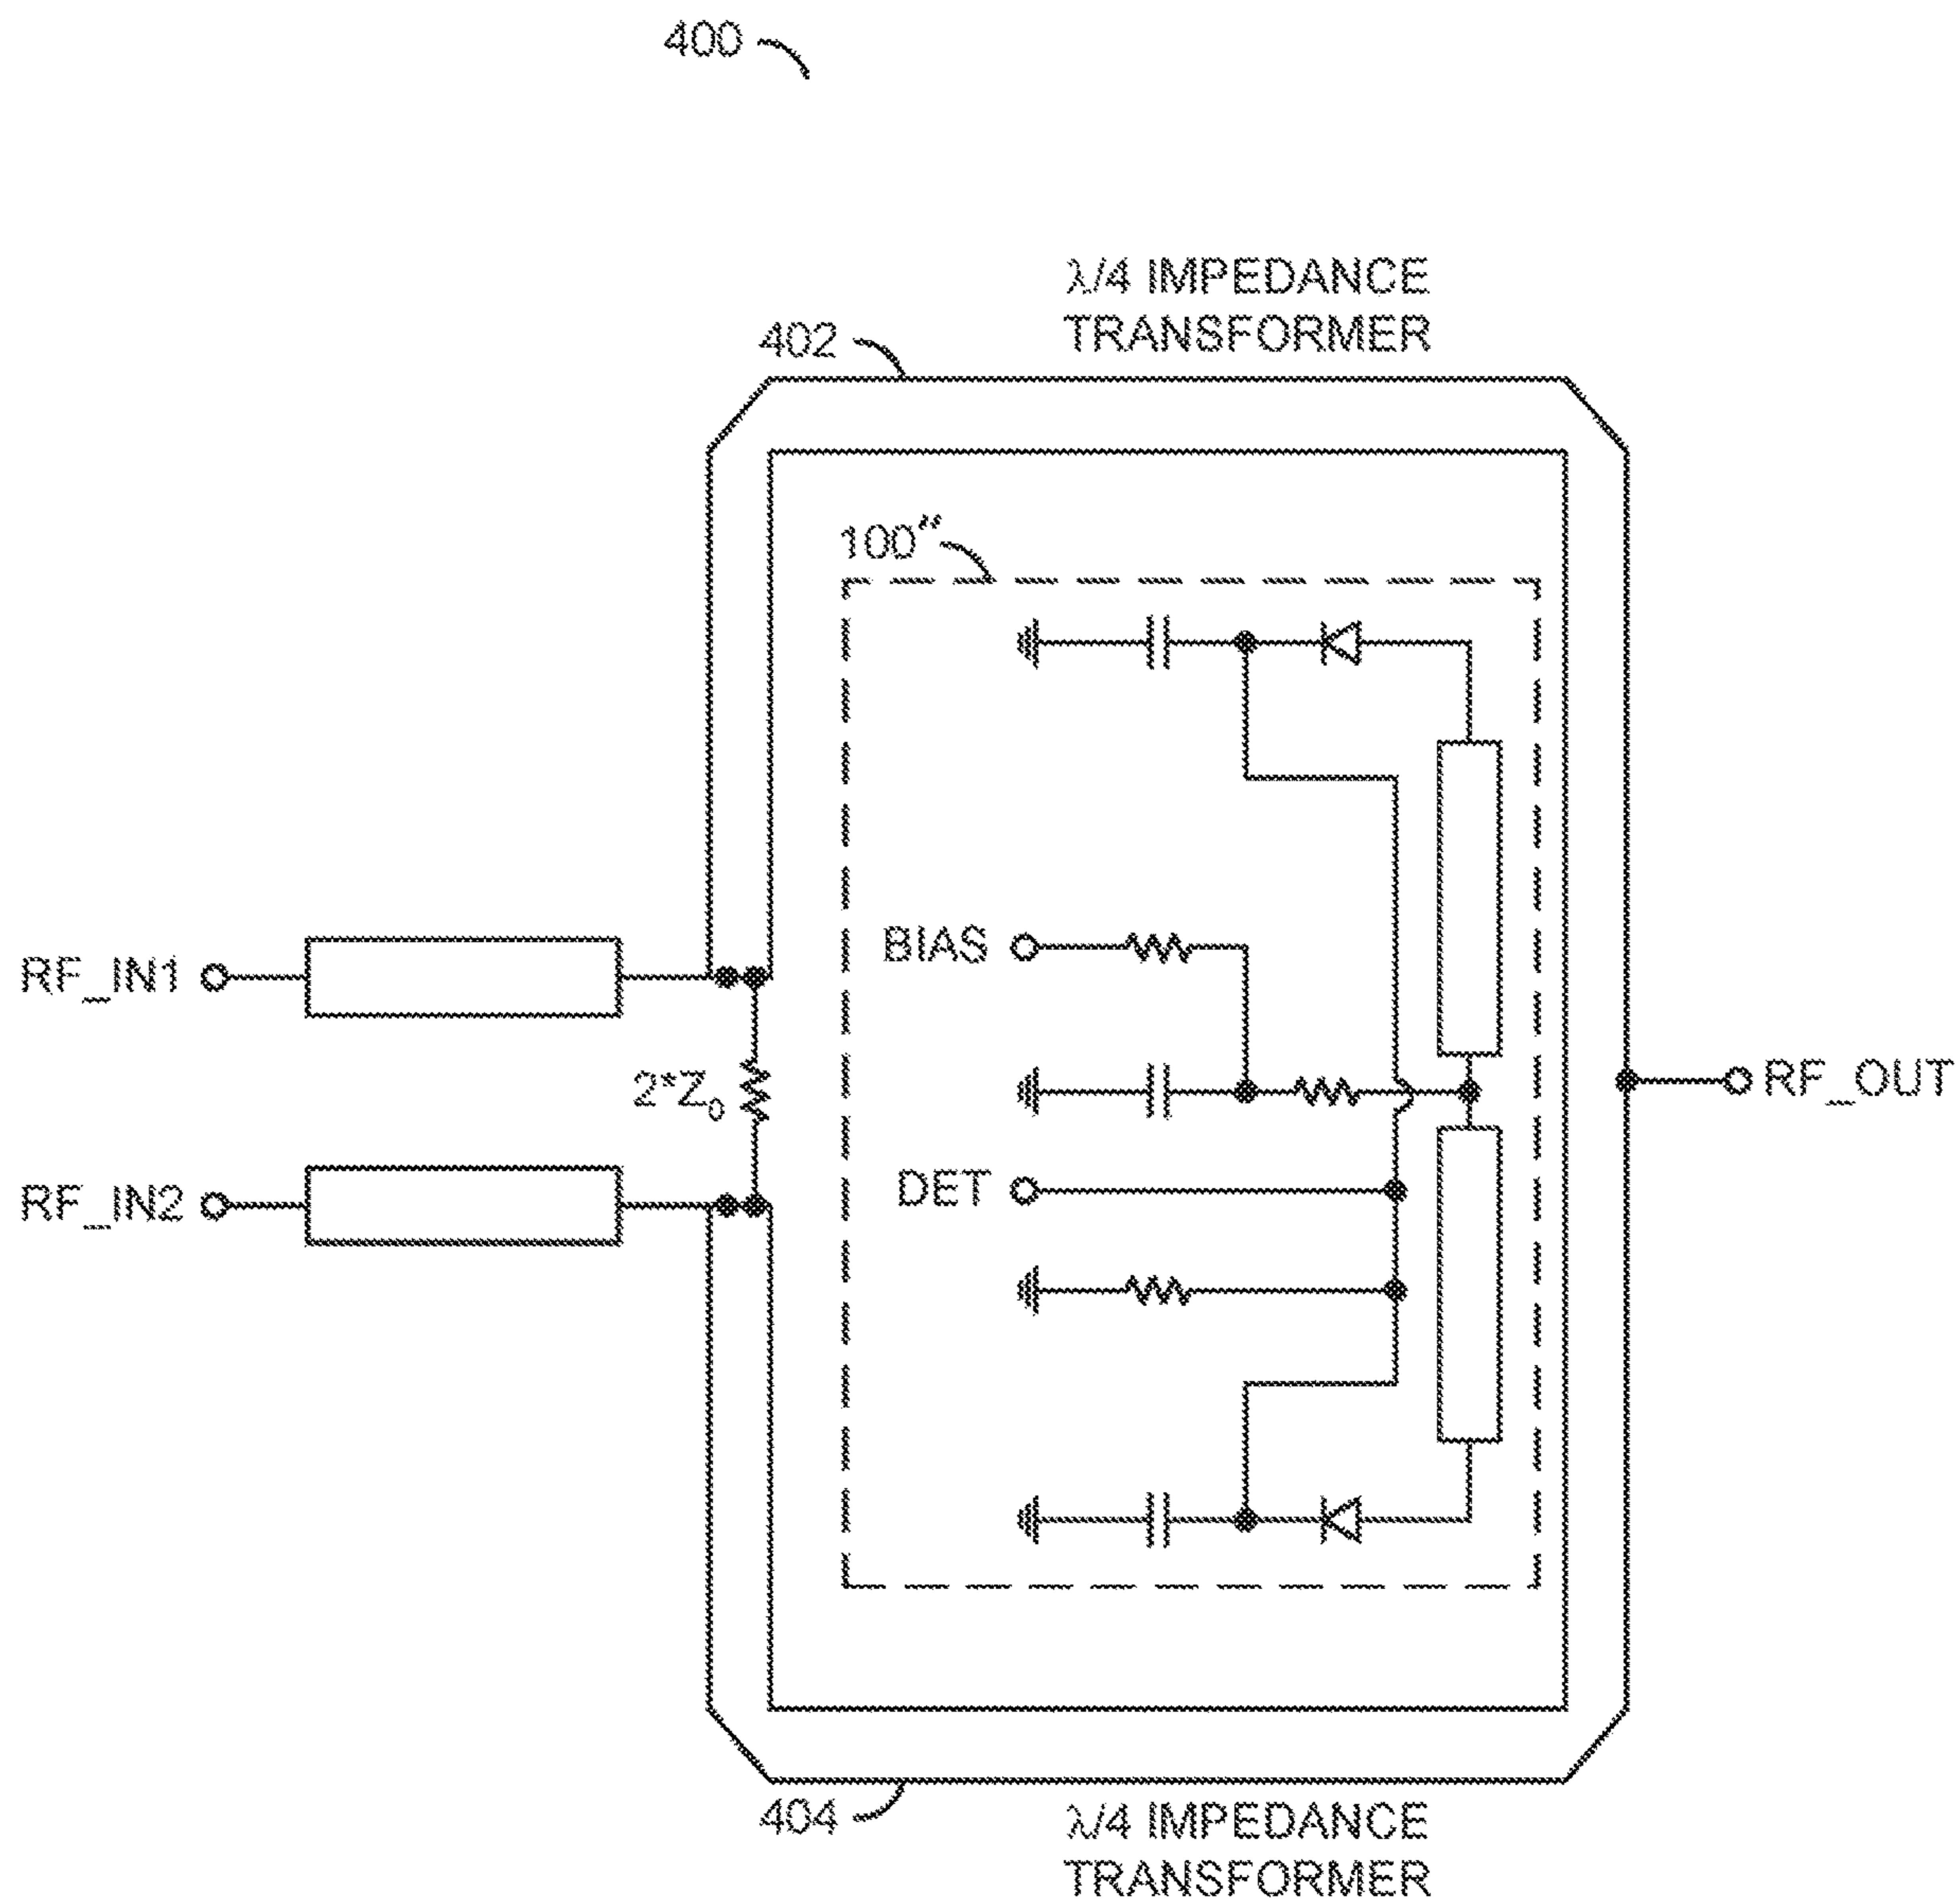 400
λ/4 IMPEDANCE
TRANSFORMER
402
100"
BIAS
RF_IN1
2*Z₀
RF_OUT
DET
RF_IN2
404
λ/4 IMPEDANCE
TRANSFORMER